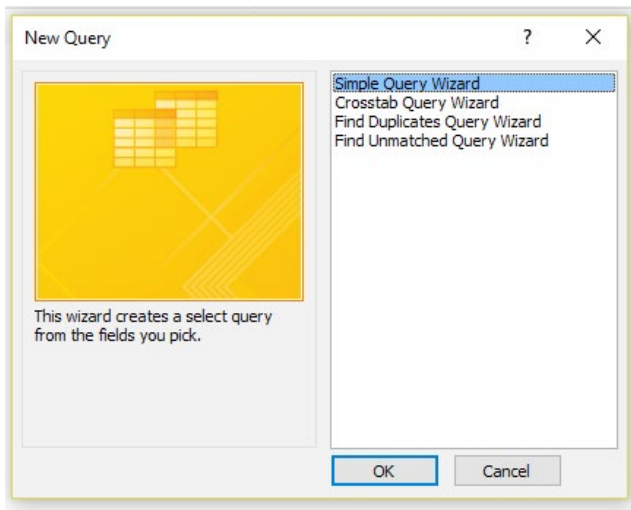 New Query
?
Simple Query Wizard
Crosstab Query Wizard
Find Duplicates Query Wizard
Find Unmatched Query Wizard
This wizard creates a select query
from the fields you pick.
OK
Cancel